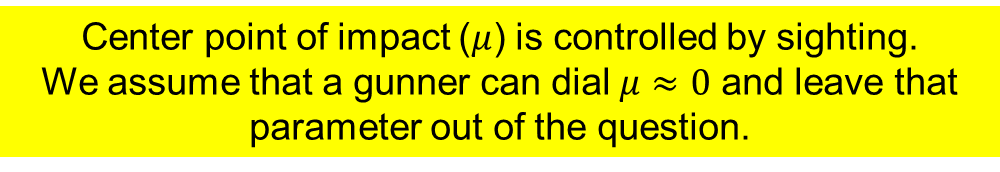 Center point of impact (𝜇) is controlled by sighting.
We assume that a gunner can dial 𝜇 ≈ 0 and leave that
parameter out of the question.